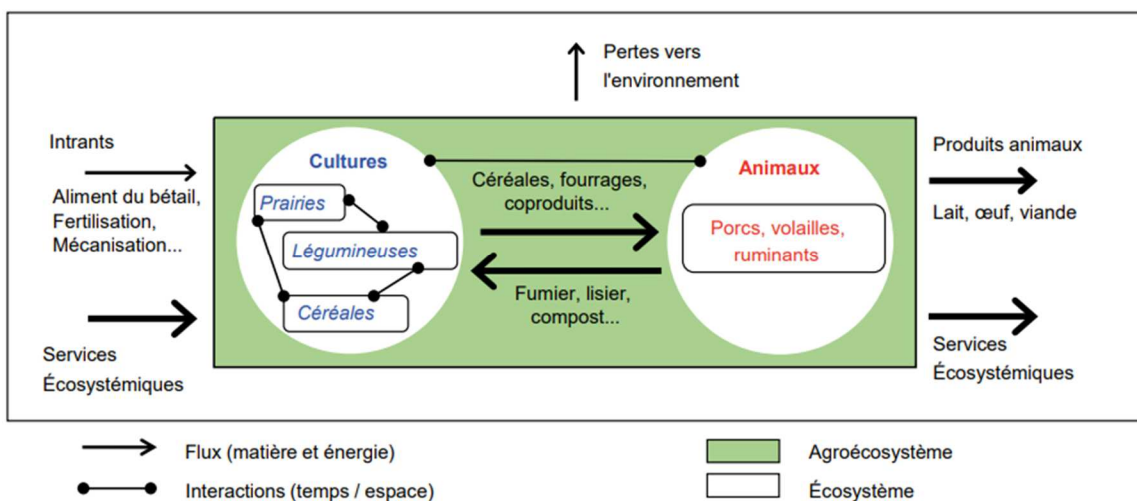 Pertes vers
l'environnement
Intrants
Aliment du bétail,
Fertilisation,
Mécanisation...
Services
Écosystémiques
Cultures
Prairies
Légumineuses
Céréales
Céréales, fourrages,
coproduits...
Fumier, lisier,
compost...
Animaux
Porcs, volailles,
ruminants
Produits animaux
Lait, œuf, viande
Services
Écosystémiques
Flux (matière et énergie)
Interactions (temps / espace)
Agroécosystème
Écosystème